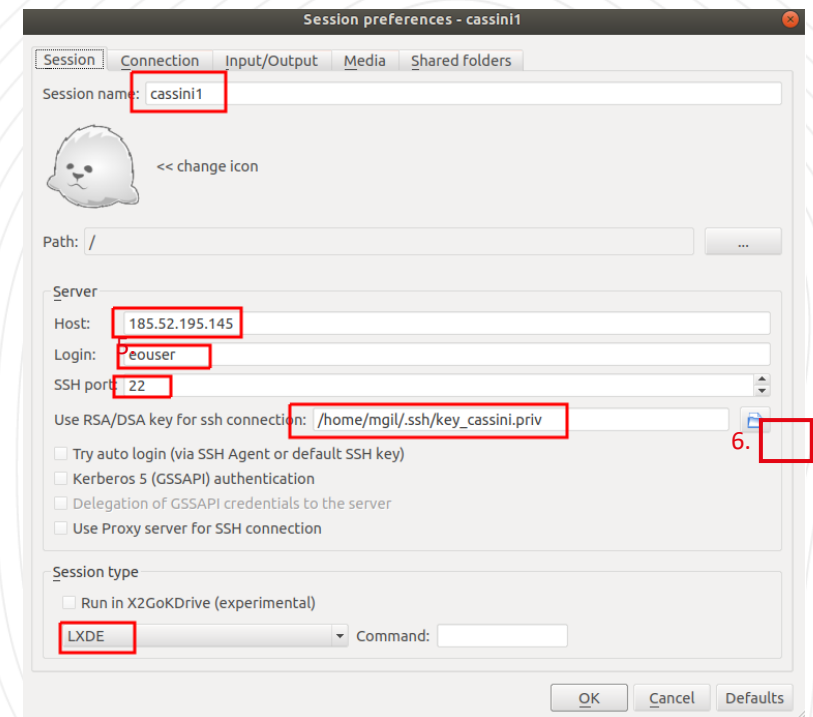 Session preferences - cassini1
Session Connection Input/Output Media Shared folders
Session name: cassini1
<< change icon
Path: / ...
Server
Host: 185.52.195.145
5.
Login: eouser
SSH port: 22
Use RSA/DSA key for ssh connection: /home/mgil/.ssh/key_cassini.priv
6.
Try auto login (via SSH Agent or default SSH key)
Kerberos 5 (GSSAPI) authentication
Delegation of GSSAPI credentials to the server
Use Proxy server for SSH connection
Session type
Run in X2GoKDrive (experimental)
LXDE Command:
OK Cancel Defaults